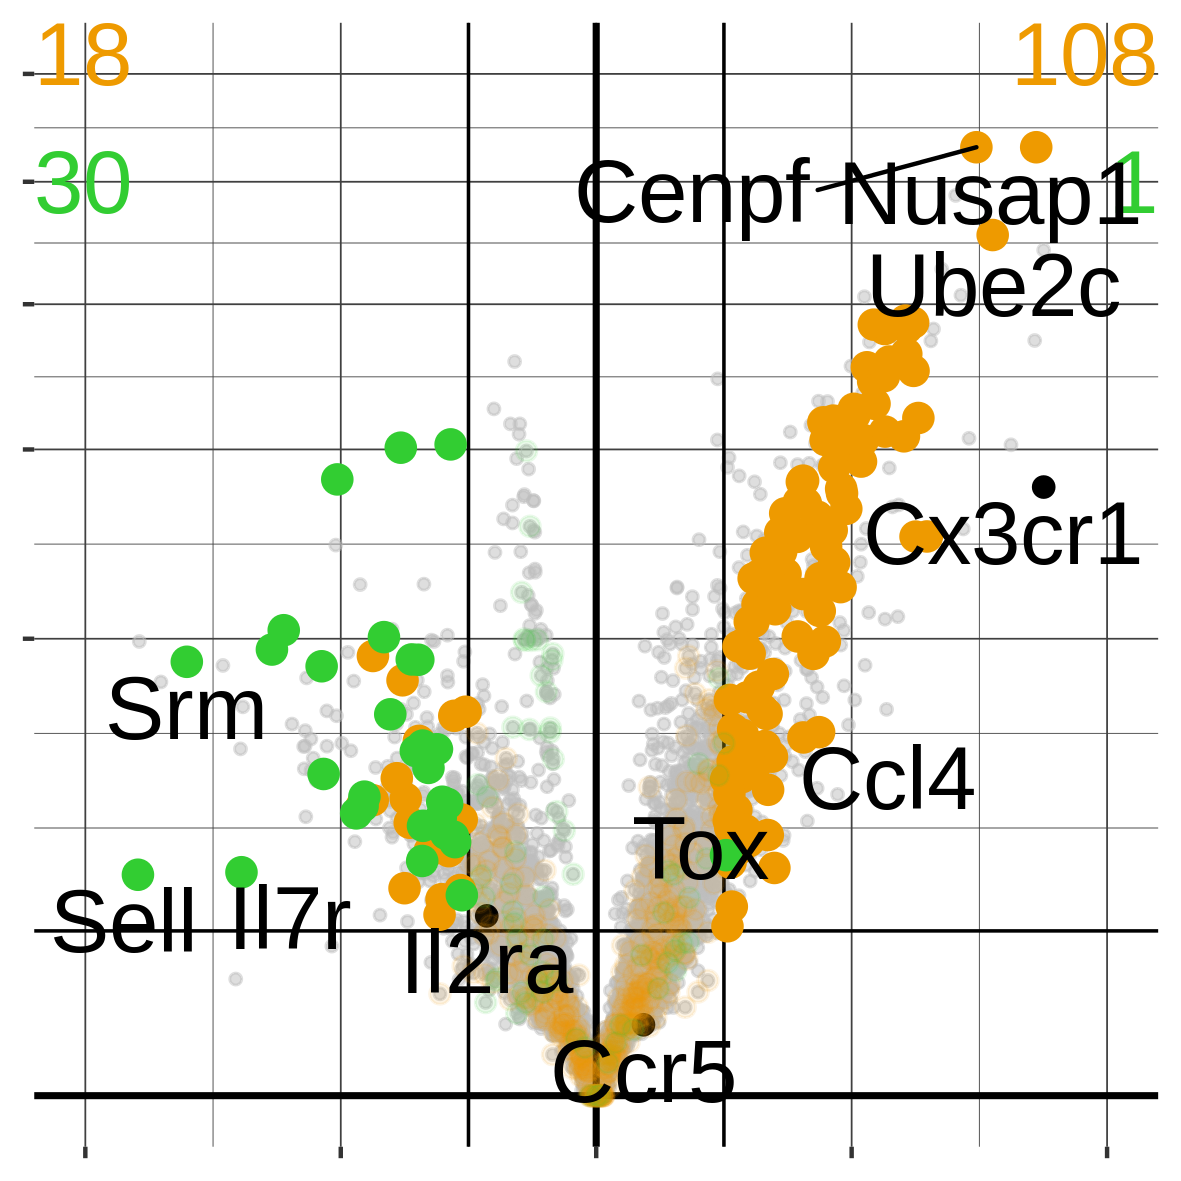 18
108
30
1
Cenpf
Nusap1
Ube2c
Cx3cr1
Srm
Ccl4
Tox
Sell
Il7r
Il2ra
Ccr5